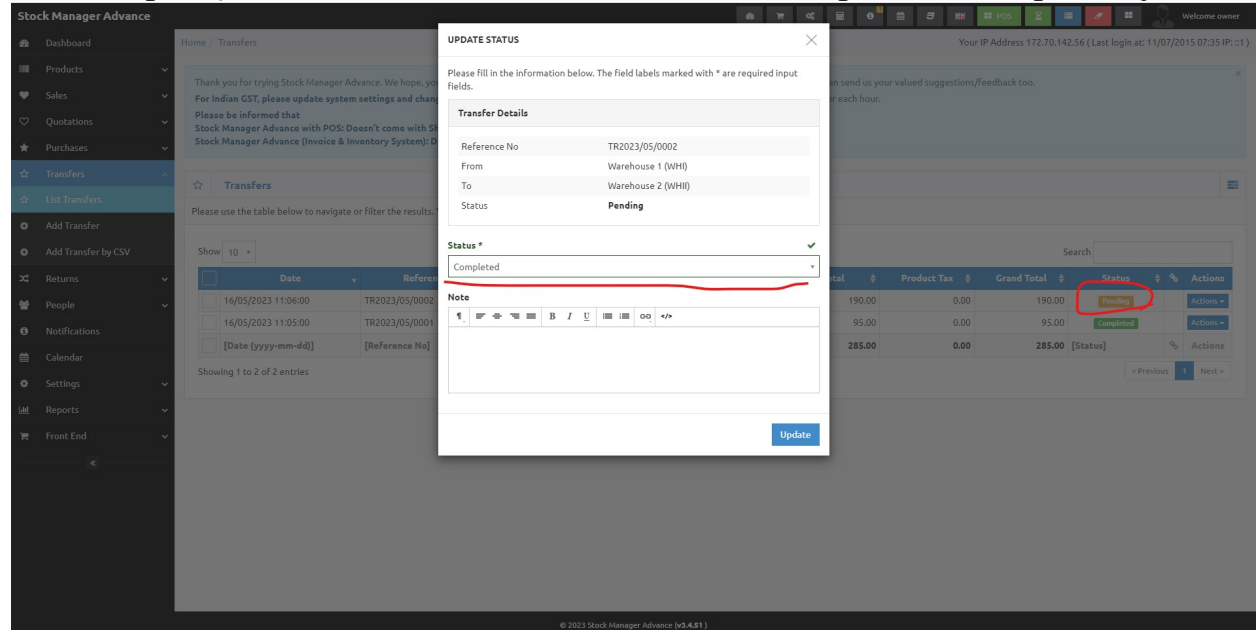 Stock Manager Advance
POS
Welcome owner
Dashboard
Products
Sales
Quotations
Purchases
Transfers
List Transfers
Add Transfer
Add Transfer by CSV
Returns
People
Notifications
Calendar
Settings
Reports
Front End
Home / Transfers
Your IP Address 172.70.142.56 ( Last login at: 11/07/2015 07:35 IP: ::1 )
Thank you for trying Stock Manager Advance. We hope, yo
an send us your valued suggestions/feedback too.
For Indian GST, please update system settings and chang
er each hour.
Please be informed that
Stock Manager Advance with POS: Doesn't come with Sh
Stock Manager Advance (Invoice & Inventory System): D
Transfers
Please use the table below to navigate or filter the results.
Show 10
Search
Date Referen tal Product Tax Grand Total Status Actions
16/05/2023 11:06:00 TR2023/05/0002 190.00 0.00 190.00 Pending Actions
16/05/2023 11:05:00 TR2023/05/0001 95.00 0.00 95.00 Completed Actions
[Date (yyyy-mm-dd)] [Reference No] 285.00 0.00 285.00 [Status] Actions
Showing 1 to 2 of 2 entries
< Previous 1 Next >
UPDATE STATUS
Please fill in the information below. The field labels marked with * are required input
fields.
Transfer Details
Reference No TR2023/05/0002
From Warehouse 1 (WHI)
To Warehouse 2 (WHII)
Status Pending
Status *
Completed
Note
B I U
Update
© 2023 Stock Manager Advance (v3.4.51 )